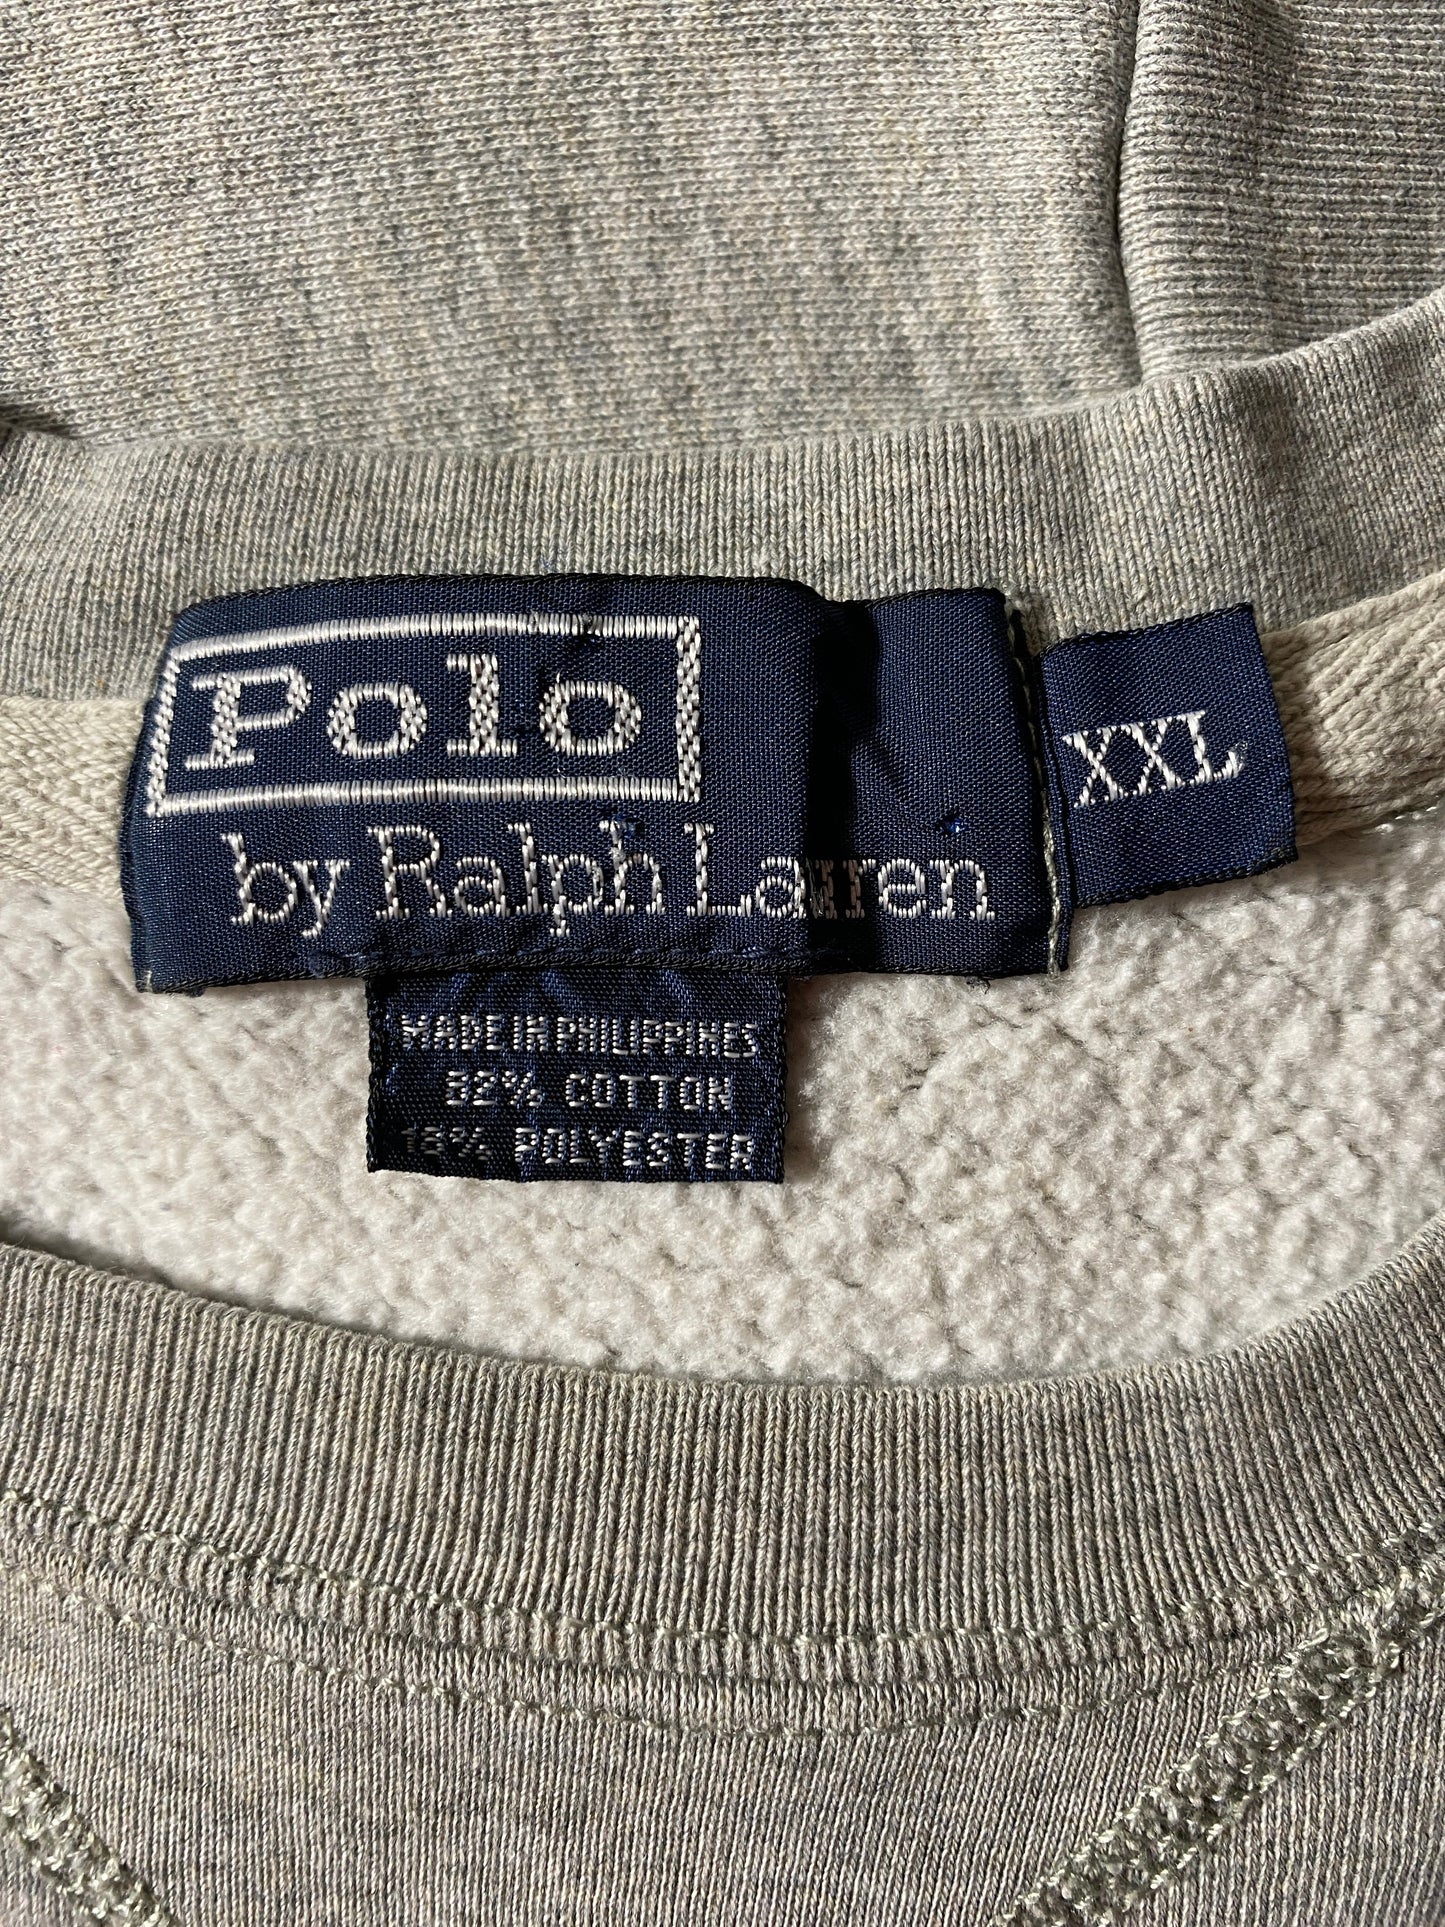 Polo
by Ralph Lauren
XXL
MADE IN PHILIPPINES
82% COTTON
18% POLYESTER